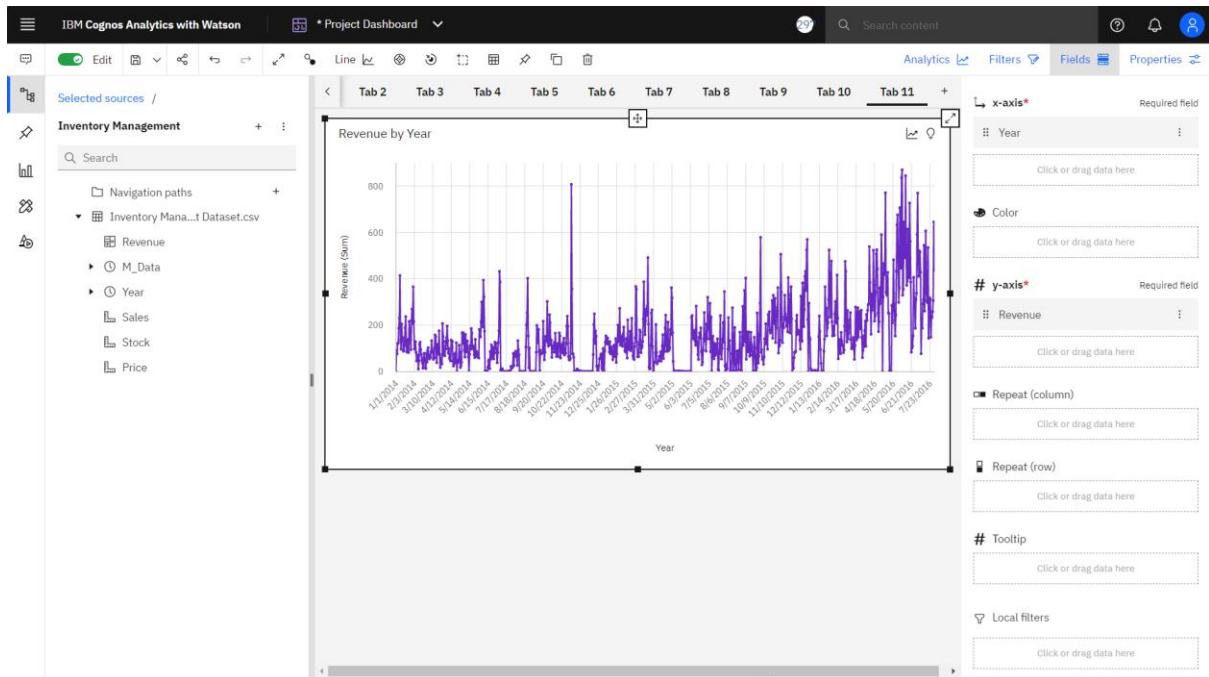 IBM Cognos Analytics with Watson
* Project Dashboard
Search content
Edit
Line
Analytics
Filters
Fields
Properties
Selected sources /
Inventory Management
Search
Navigation paths
Inventory Mana...t Dataset.csv
Revenue
M_Data
Year
Sales
Stock
Price
Tab 2 Tab 3 Tab 4 Tab 5 Tab 6 Tab 7 Tab 8 Tab 9 Tab 10 Tab 11 +
Revenue by Year
Revenue (Sum)
800
600
400
200
0
1/1/2014 2/3/2014 3/10/2014 4/12/2014 5/14/2014 6/15/2014 7/17/2014 8/18/2014 9/20/2014 10/22/2014 11/23/2014 12/25/2014 1/26/2015 2/27/2015 3/31/2015 5/2/2015 6/3/2015 7/5/2015 8/6/2015 9/7/2015 10/9/2015 11/10/2015 12/12/2015 1/13/2016 2/14/2016 3/17/2016 4/18/2016 5/20/2016 6/21/2016 7/23/2016
Year
x-axis* Required field
Year
Click or drag data here
Color
Click or drag data here
# y-axis* Required field
Revenue
Click or drag data here
Repeat (column)
Click or drag data here
Repeat (row)
Click or drag data here
# Tooltip
Click or drag data here
Local filters
Click or drag data here